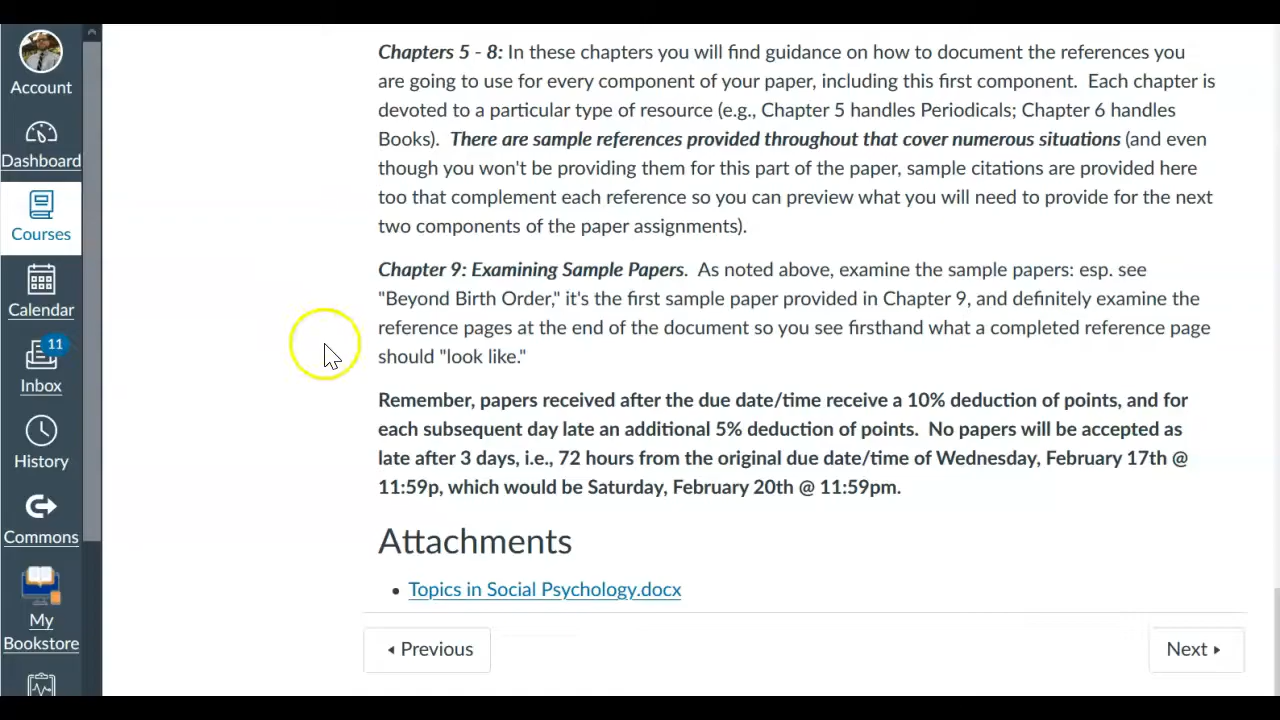 Account
Dashboard
Courses
Calendar
11
Inbox
History
Commons
My
Bookstore
Chapters 5 - 8: In these chapters you will find guidance on how to document the references you
are going to use for every component of your paper, including this first component.  Each chapter is
devoted to a particular type of resource (e.g., Chapter 5 handles Periodicals; Chapter 6 handles
Books).  There are sample references provided throughout that cover numerous situations (and even
though you won't be providing them for this part of the paper, sample citations are provided here
too that complement each reference so you can preview what you will need to provide for the next
two components of the paper assignments).
Chapter 9: Examining Sample Papers.  As noted above, examine the sample papers: esp. see
"Beyond Birth Order," it's the first sample paper provided in Chapter 9, and definitely examine the
reference pages at the end of the document so you see firsthand what a completed reference page
should "look like."
Remember, papers received after the due date/time receive a 10% deduction of points, and for
each subsequent day late an additional 5% deduction of points.  No papers will be accepted as
late after 3 days, i.e., 72 hours from the original due date/time of Wednesday, February 17th @
11:59p, which would be Saturday, February 20th @ 11:59pm.
Attachments
• Topics in Social Psychology.docx
Previous
Next